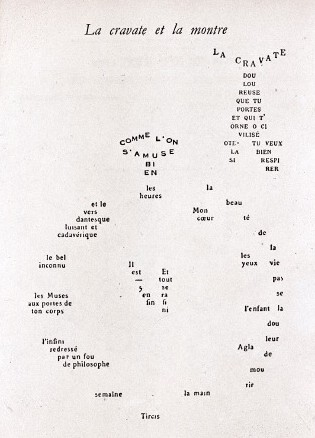 La cravate et la montre
LA CRAVATE
DOU
LOU
REUSE
QUE TU
PORTES
ET QUI T'
ORNE O CI
VILISÉ
OTE- TU VEUX
LA BIEN
SI RESPI
RER
COMME L'ON
S'AMUSE
BI
EN
les
heures
la
beau
té
de
la
vie
pas
se
la
dou
leur
de
mou
rir
et le
vers
dantesque
luisant et
cadavérique
Mon
cœur
le bel
inconnu
Il
est
—
5
en
fin
Et
tout
se
ra
fi
ni
les
yeux
les Muses
aux portes de
ton corps
l'enfant
l'infini
redressé
par un fou
de philosophe
Agla
semaine
la main
Tircis